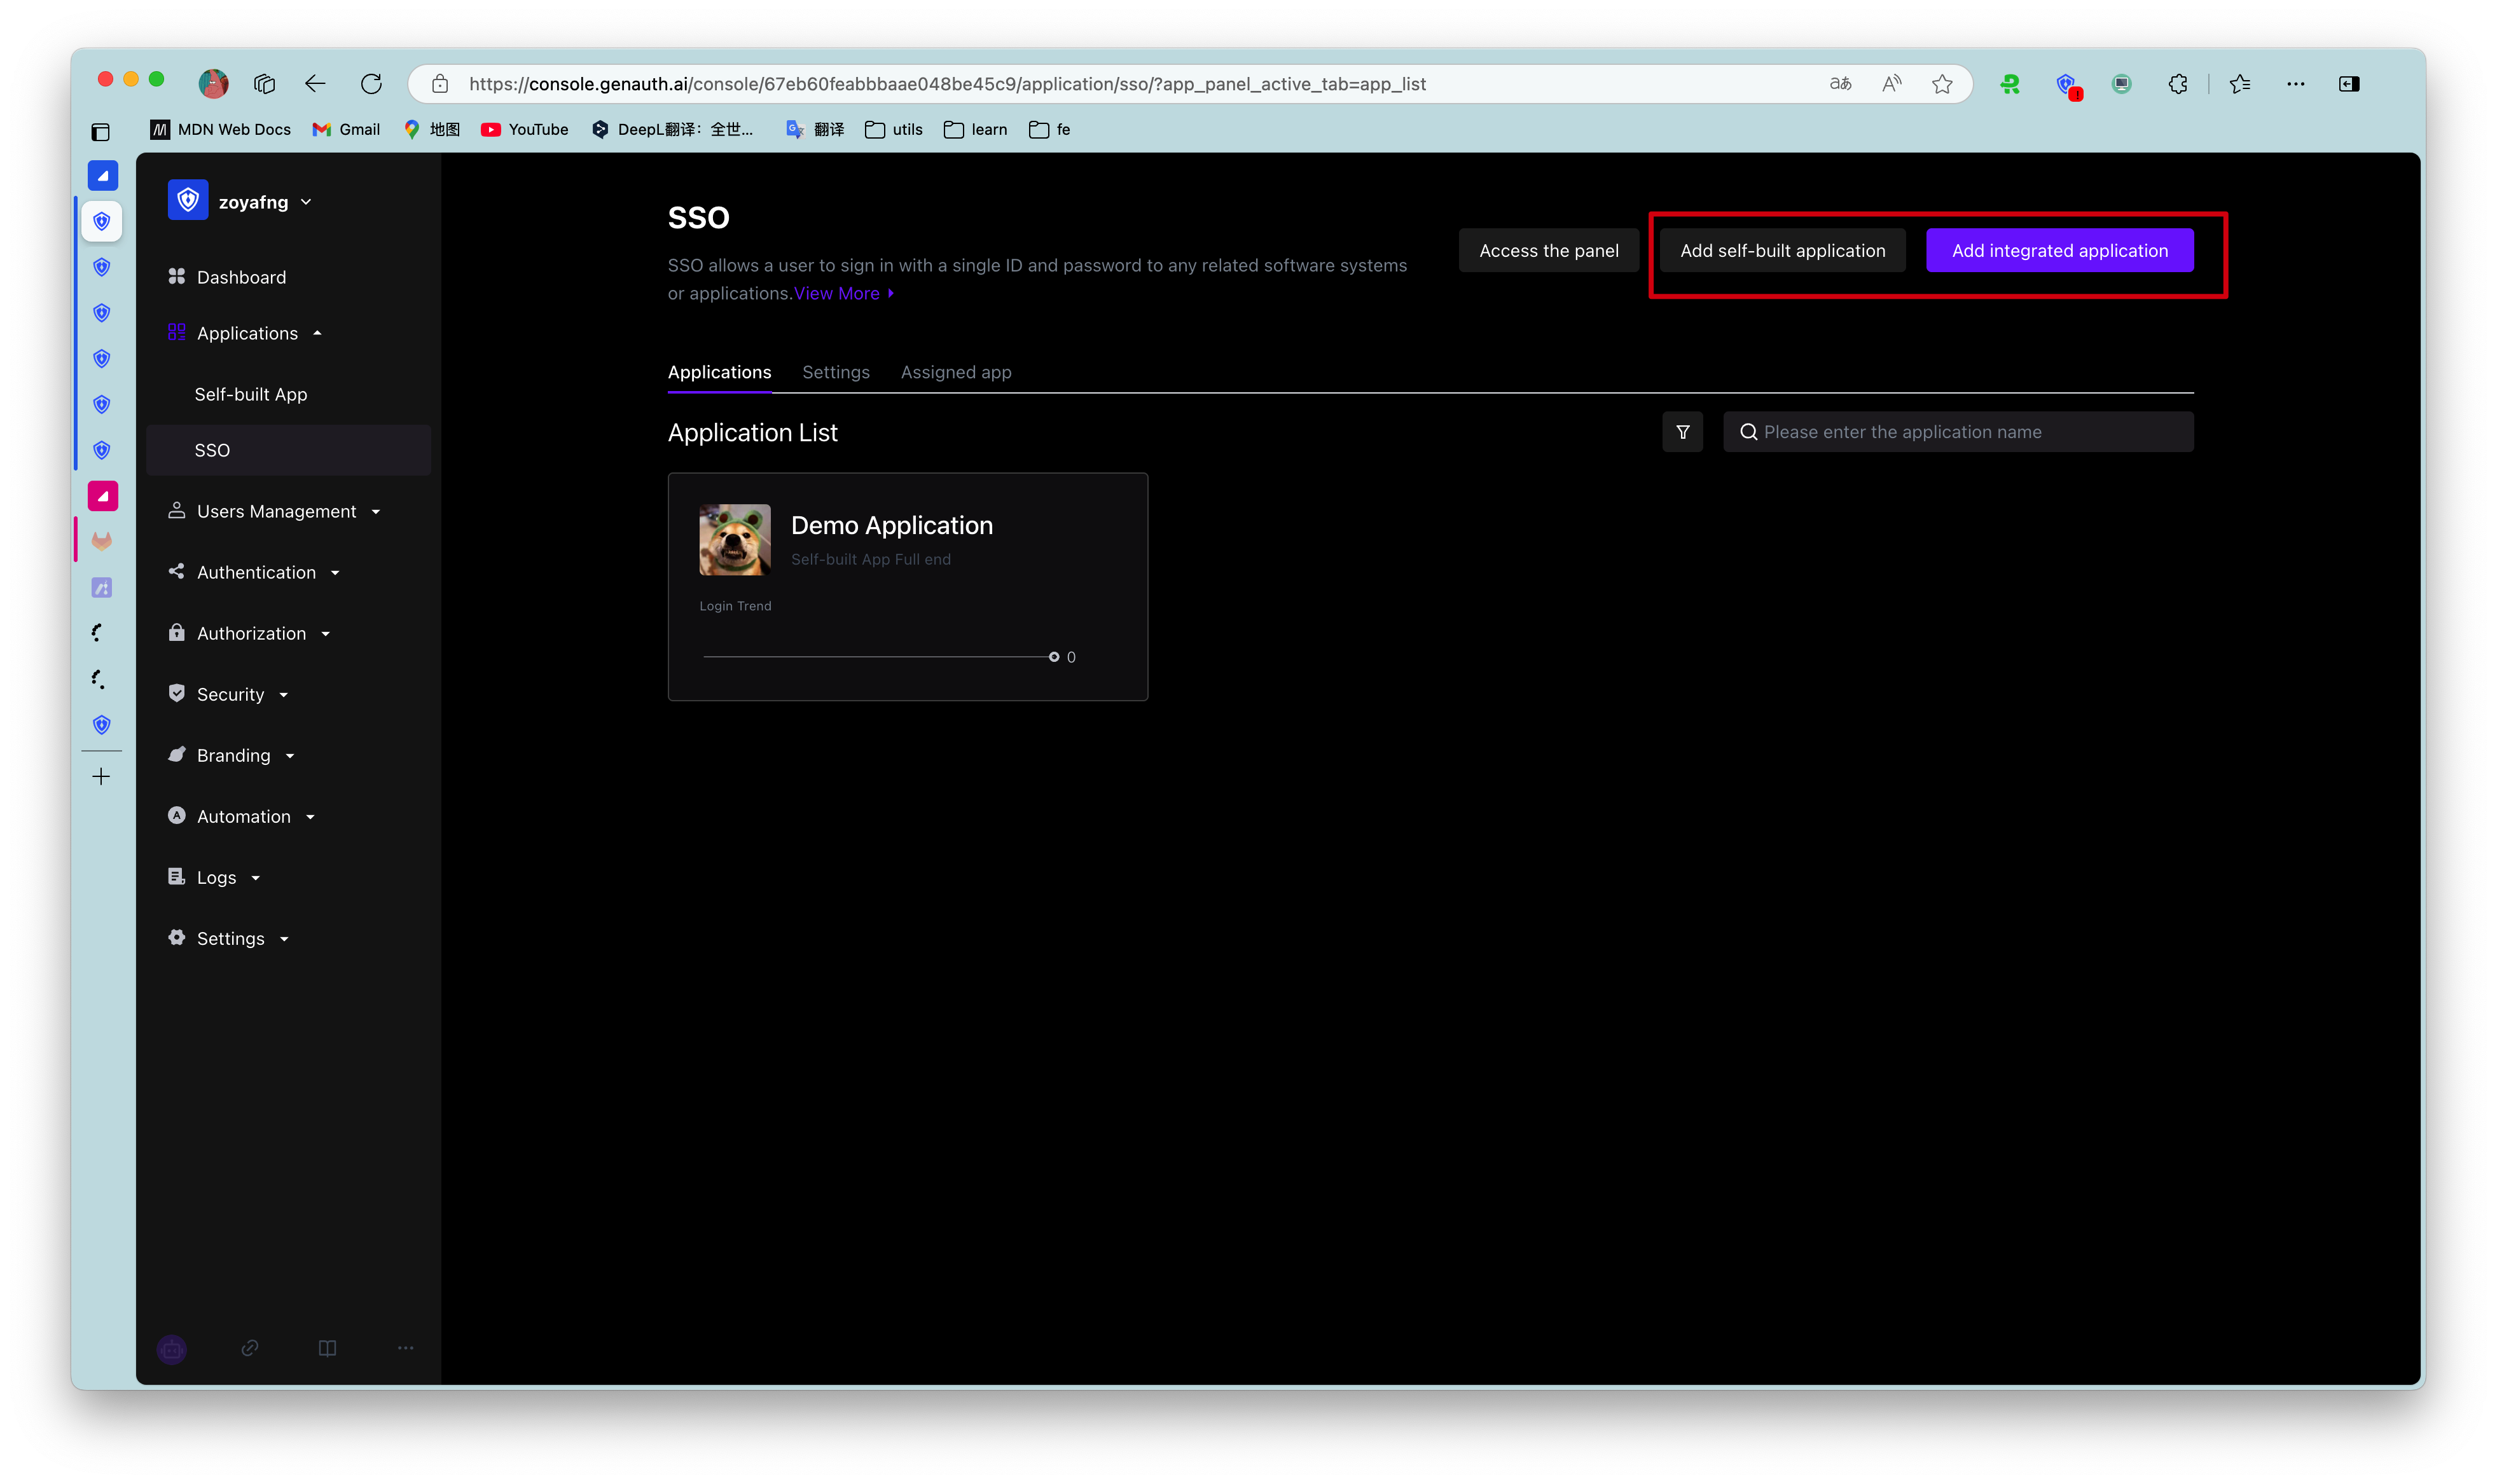 https://console.genauth.ai/console/67eb60feabbbaae048be45c9/application/sso/?app_panel_active_tab=app_list
MDN Web Docs
Gmail
地图
YouTube
DeepL翻译：全世...
翻译
utils
learn
fe
zoyafng
Dashboard
Applications
Self-built App
SSO
Users Management
Authentication
Authorization
Security
Branding
Automation
Logs
Settings
SSO
SSO allows a user to sign in with a single ID and password to any related software systems
or applications.View More
Access the panel
Add self-built application
Add integrated application
Applications
Settings
Assigned app
Application List
Please enter the application name
Demo Application
Self-built App Full end
Login Trend
0